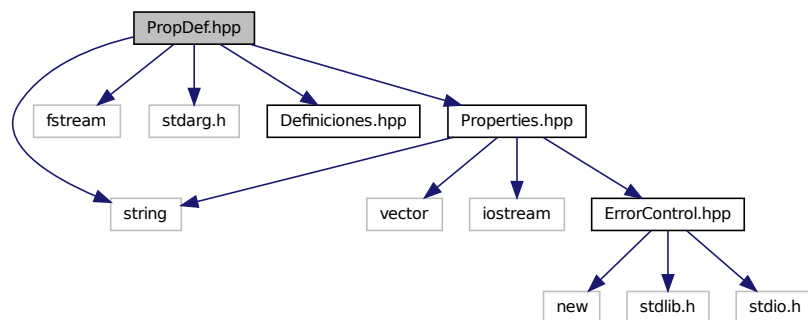 PropDef.hpp
fstream
stdarg.h
Definiciones.hpp
Properties.hpp
string
vector
iostream
ErrorControl.hpp
new
stdlib.h
stdio.h